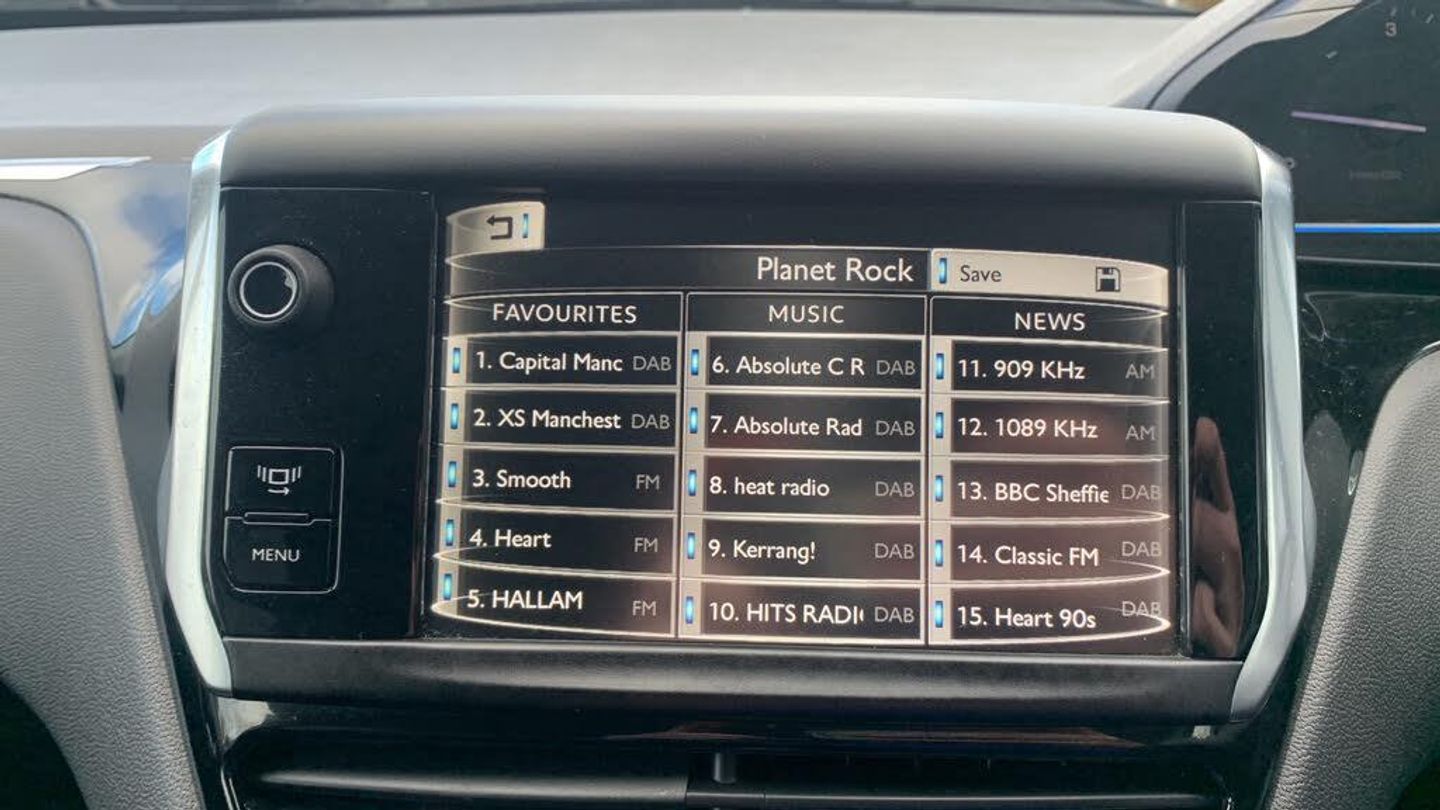 3
Planet Rock
Save
FAVOURITES
1. Capital Manc DAB
2. XS Manchest DAB
3. Smooth FM
4. Heart FM
5. HALLAM FM
MUSIC
6. Absolute C R DAB
7. Absolute Rad DAB
8. heat radio DAB
9. Kerrang! DAB
10. HITS RADI DAB
NEWS
11. 909 KHz AM
12. 1089 KHz AM
13. BBC Sheffie DAB
14. Classic FM DAB
15. Heart 90s DAB
MENU